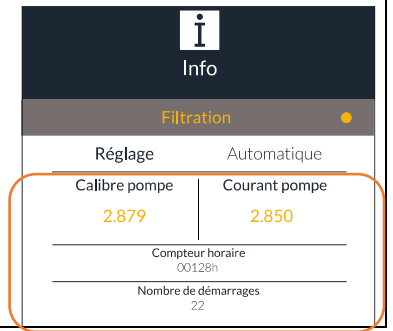 i
Info
Filtration
Réglage Automatique
Calibre pompe Courant pompe
2.879 2.850
Compteur horaire
00128h
Nombre de démarrages
22